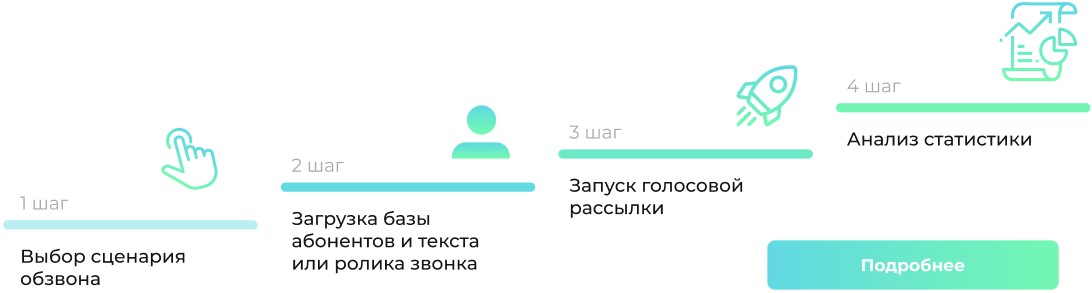 1 шаг
Выбор сценария
обзвона
2 шаг
Загрузка базы
абонентов и текста
или ролика звонка
3 шаг
Запуск голосовой
рассылки
4 шаг
Анализ статистики
Подробнее